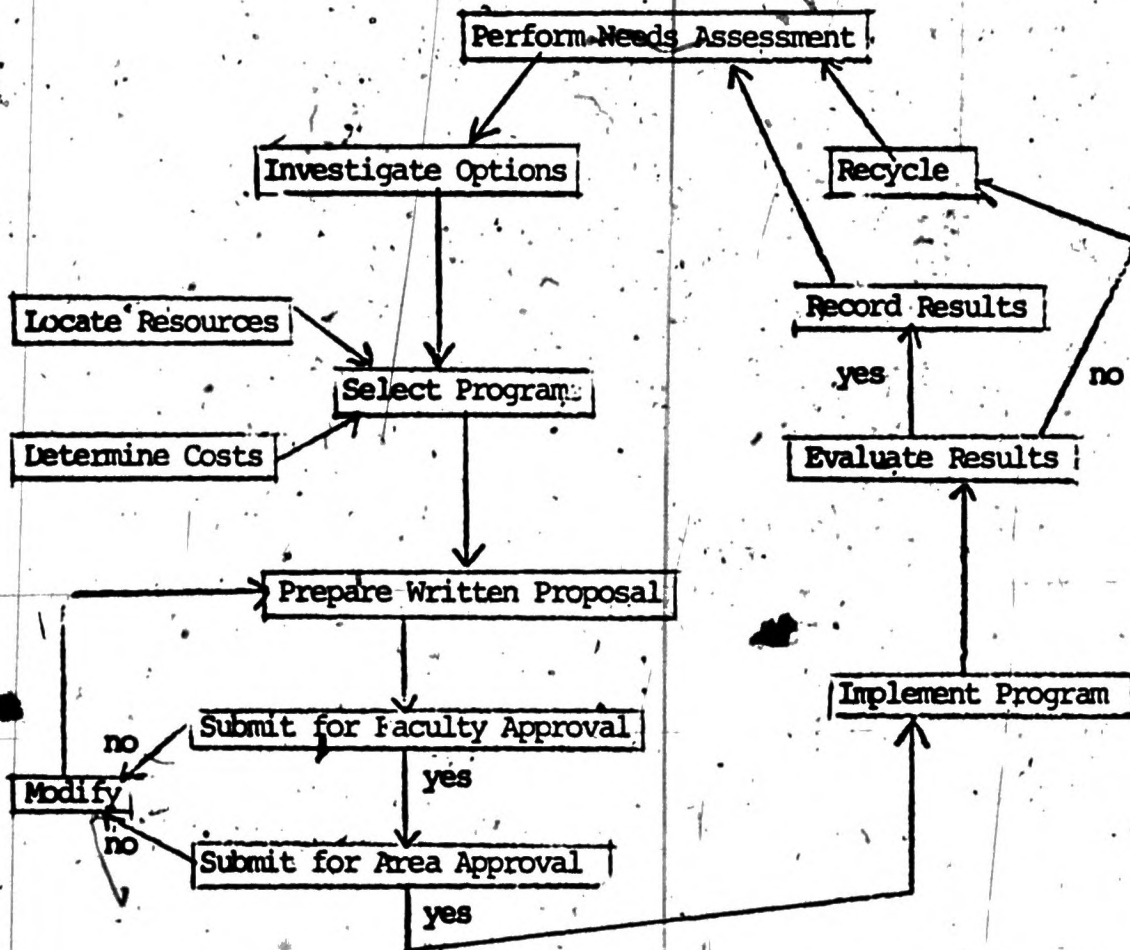 Perform Needs Assessment
Investigate Options
Recycle
Locate Resources
Record Results
Select Program
yes
no
Determine Costs
Evaluate Results
Prepare Written Proposal
Implement Program
Submit for Faculty Approval
no
yes
Modify
no
Submit for Area Approval
yes